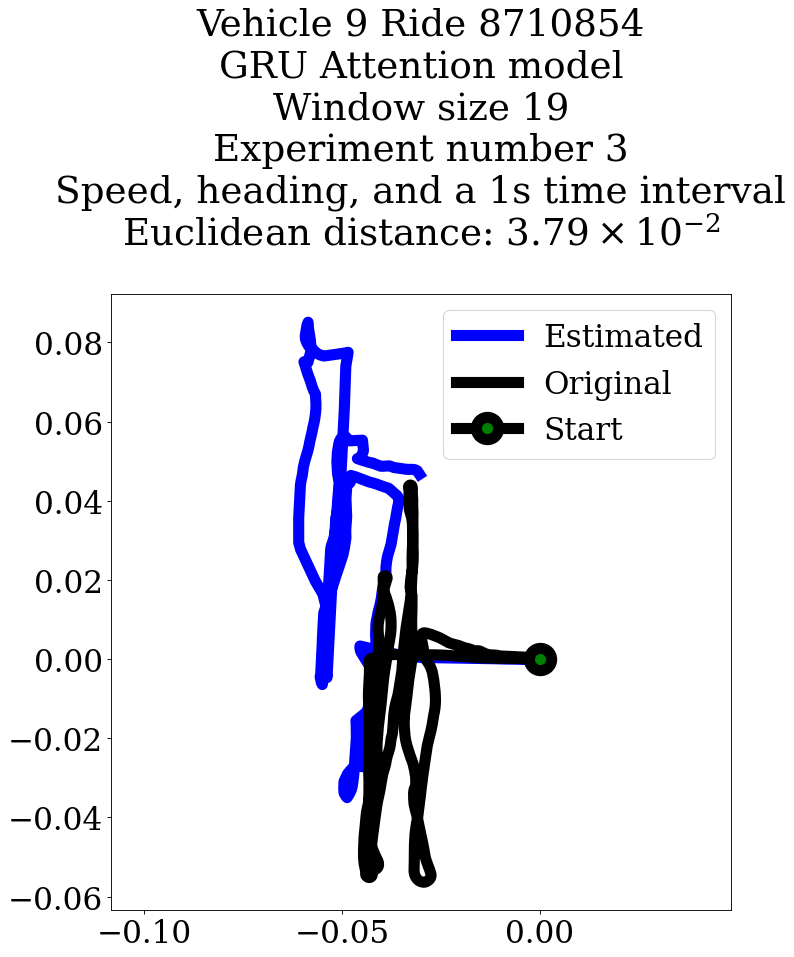 Vehicle 9 Ride 8710854
GRU Attention model
Window size 19
Experiment number 3
Speed, heading, and a 1s time interval
Euclidean distance: 3.79 × 10⁻²
Estimated
Original
Start
0.08
0.06
0.04
0.02
0.00
−0.02
−0.04
−0.06
−0.10
−0.05
0.00